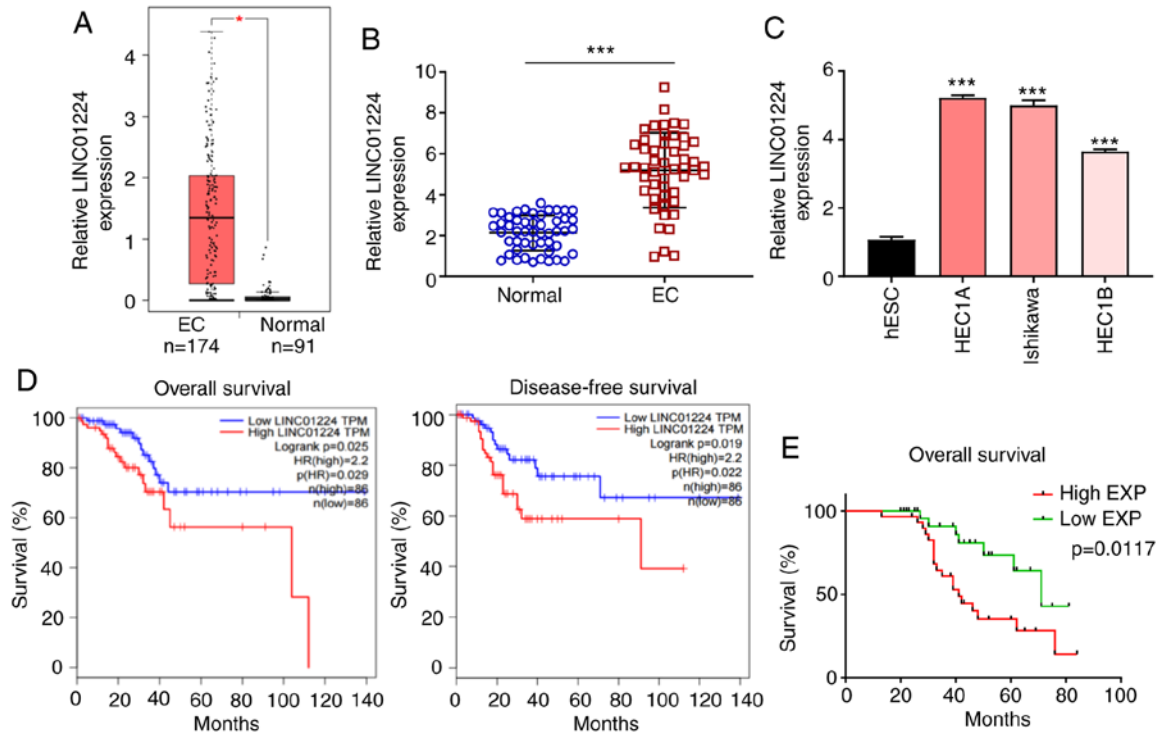 A
*
Relative LINC01224
expression
4
3
2
1
0
EC
n=174
Normal
n=91
B
***
Relative LINC01224
expression
10
8
6
4
2
0
Normal
EC
C
Relative LINC01224
expression
6
4
2
0
***
***
***
hESC
HEC1A
Ishikawa
HEC1B
D
Overall survival
Survival (%)
100
80
60
40
20
0
Low LINC01224 TPM
High LINC01224 TPM
Logrank p=0.025
HR(high)=2.2
p(HR)=0.029
n(high)=86
n(low)=86
0 20 40 60 80 100 120 140
Months
Disease-free survival
Survival (%)
100
80
60
40
20
0
Low LINC01224 TPM
High LINC01224 TPM
Logrank p=0.019
HR(high)=2.2
p(HR)=0.022
n(high)=86
n(low)=86
0 20 40 60 80 100 120 140
Months
E
Overall survival
Survival (%)
100
50
0
High EXP
Low EXP
p=0.0117
0 20 40 60 80 100
Months